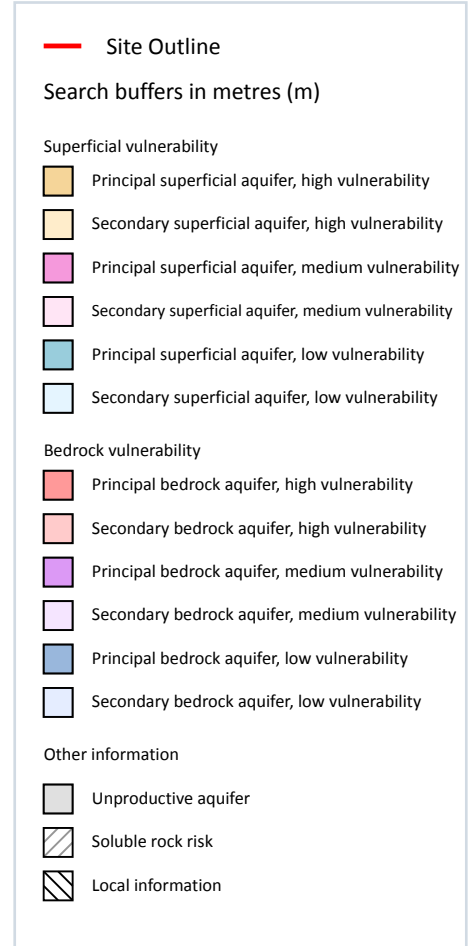 Site Outline
Search buffers in metres (m)
Superficial vulnerability
Principal superficial aquifer, high vulnerability
Secondary superficial aquifer, high vulnerability
Principal superficial aquifer, medium vulnerability
Secondary superficial aquifer, medium vulnerability
Principal superficial aquifer, low vulnerability
Secondary superficial aquifer, low vulnerability
Bedrock vulnerability
Principal bedrock aquifer, high vulnerability
Secondary bedrock aquifer, high vulnerability
Principal bedrock aquifer, medium vulnerability
Secondary bedrock aquifer, medium vulnerability
Principal bedrock aquifer, low vulnerability
Secondary bedrock aquifer, low vulnerability
Other information
Unproductive aquifer
Soluble rock risk
Local information